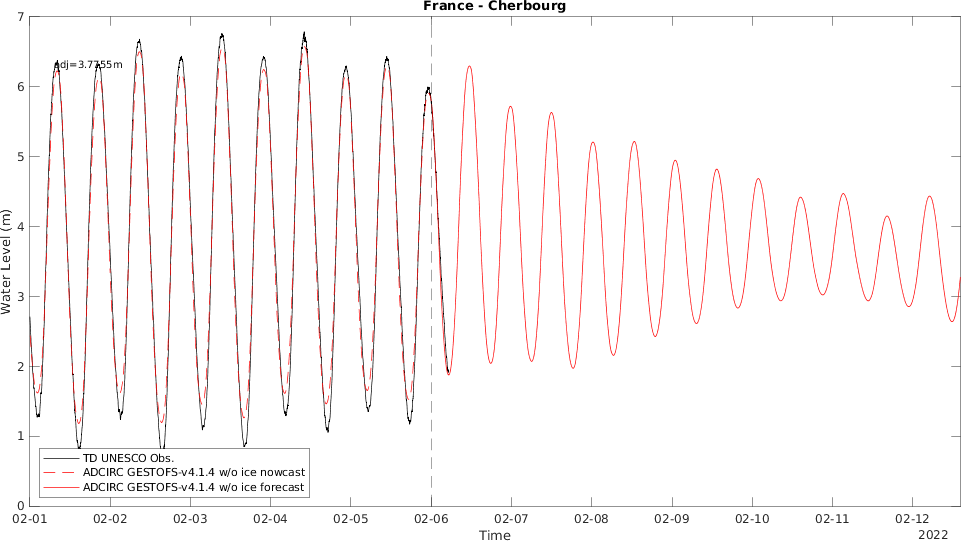 France - Cherbourg
adj=3.7755m
Water Level (m)
7
6
5
4
3
2
1
0
TD UNESCO Obs.
ADCIRC GESTOFS-v4.1.4 w/o ice nowcast
ADCIRC GESTOFS-v4.1.4 w/o ice forecast
02-01 02-02 02-03 02-04 02-05 02-06 02-07 02-08 02-09 02-10 02-11 02-12
Time
2022